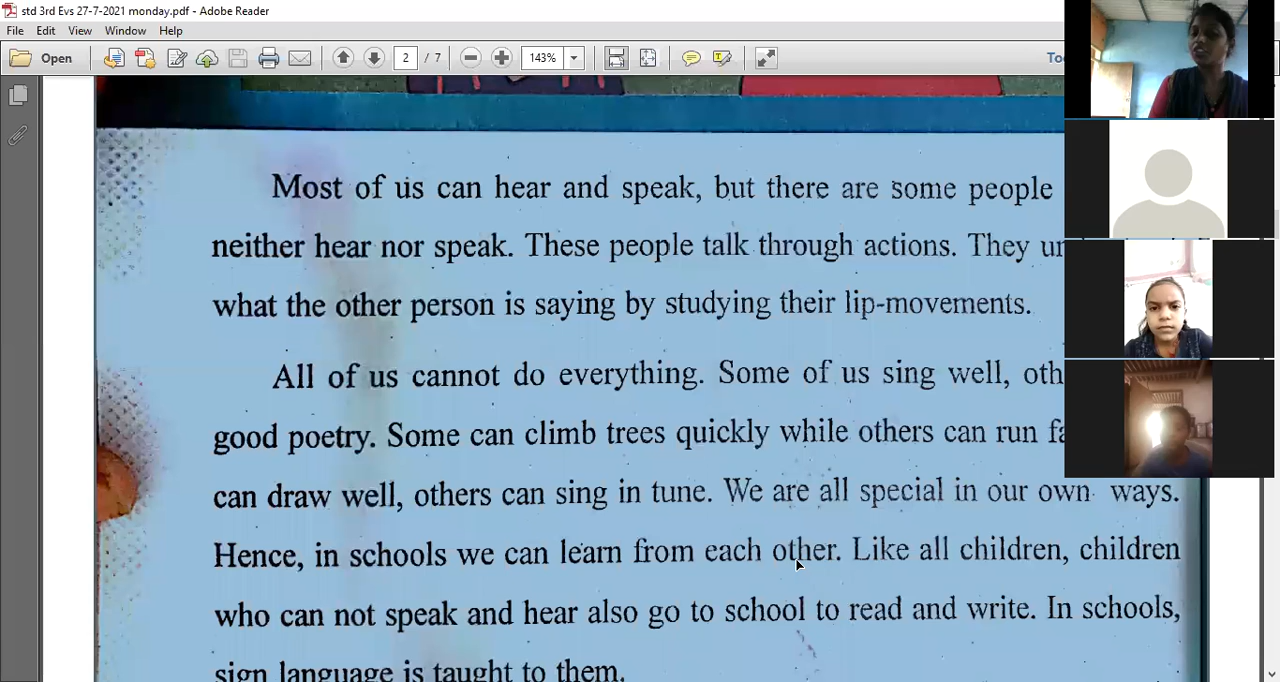 std 3rd Evs 27-7-2021 monday.pdf - Adobe Reader
File Edit View Window Help
Open 2 / 7 143%
Most of us can hear and speak, but there are some people
neither hear nor speak. These people talk through actions. They
what the other person is saying by studying their lip-movements.
All of us cannot do everything. Some of us sing well,
good poetry. Some can climb trees quickly while others can run
can draw well, others can sing in tune. We are all special in our own ways.
Hence, in schools we can learn from each other. Like all children, children
who can not speak and hear also go to school to read and write. In schools,
sign language is taught to them.